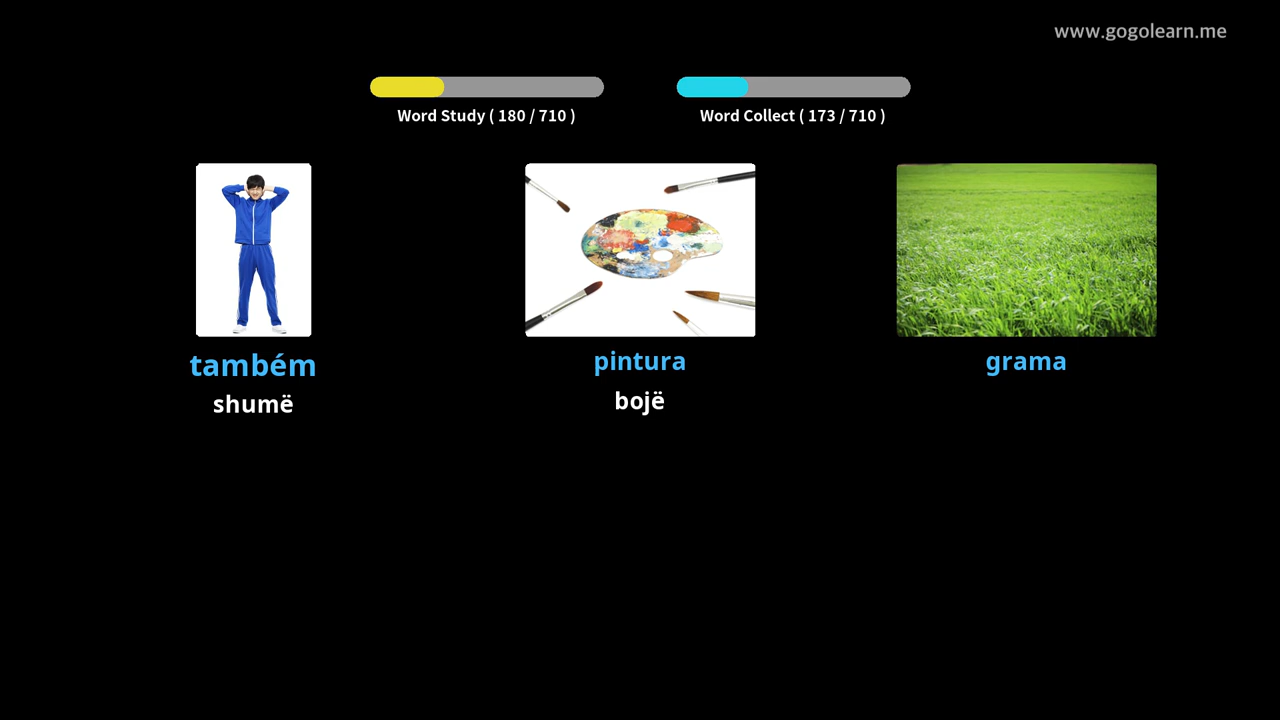 www.gogolearn.me
Word Study ( 180 / 710 )
Word Collect ( 173 / 710 )
também
shumë
pintura
bojë
grama